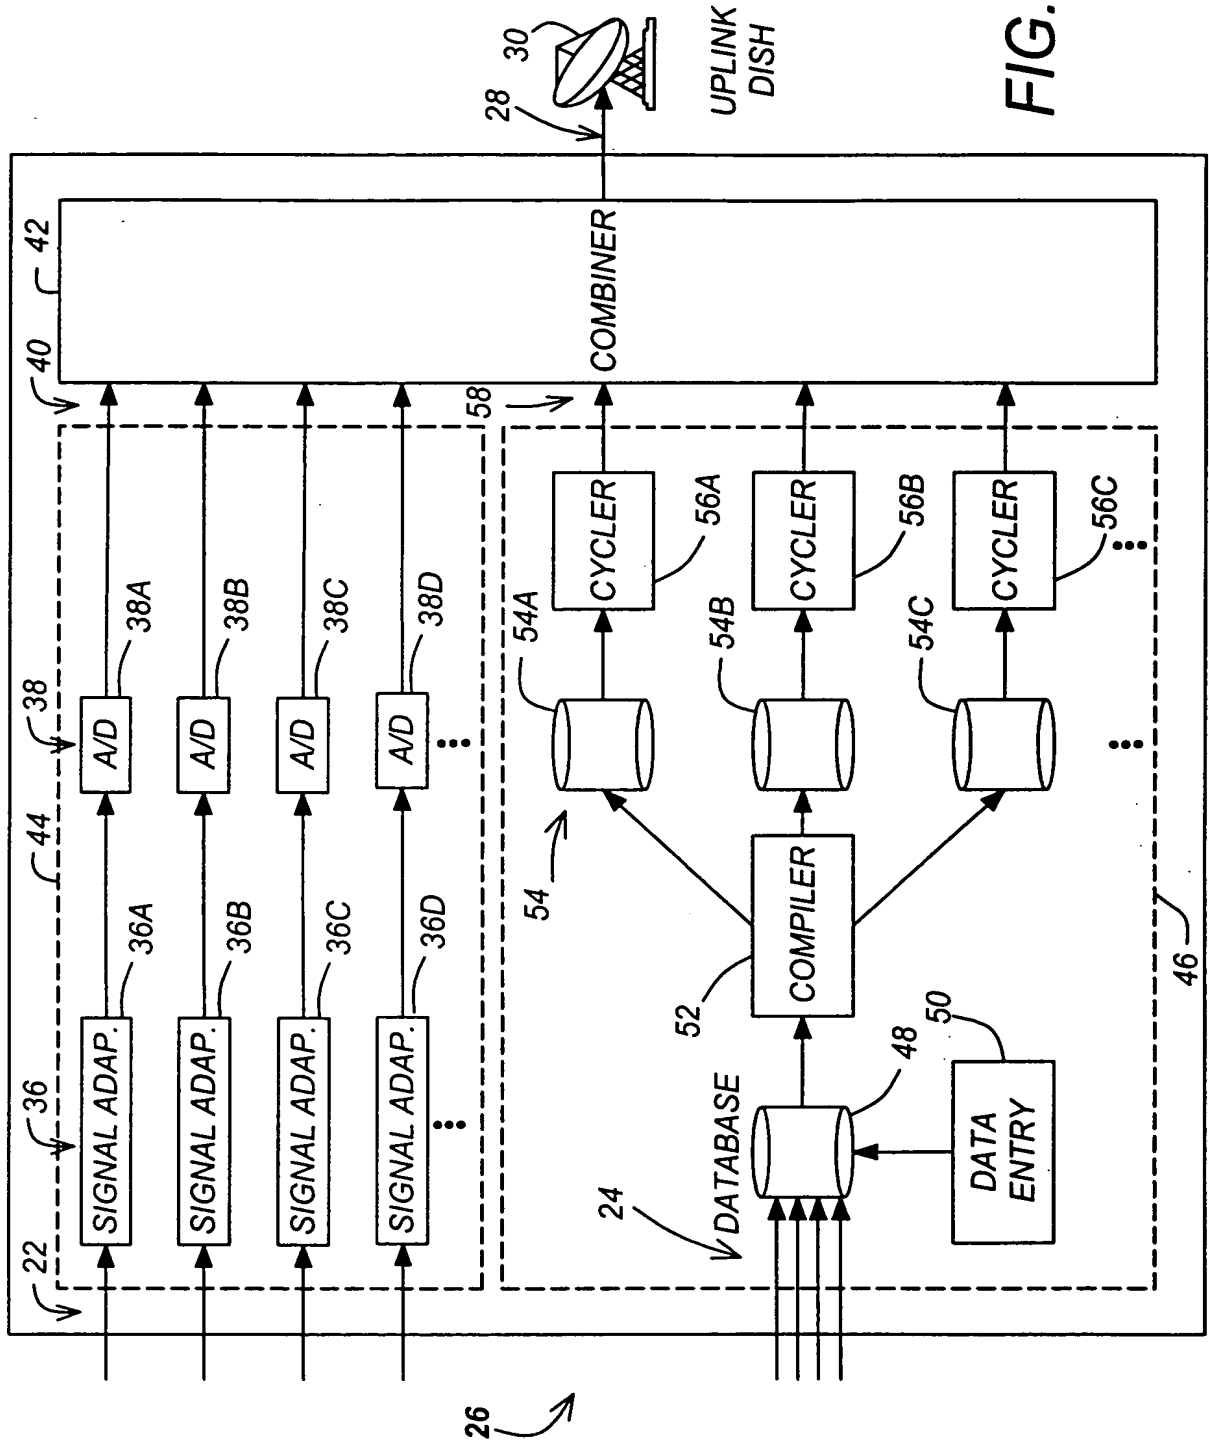 22
36
44
38
40
42
SIGNAL ADAP.
A/D
36A
38A
SIGNAL ADAP.
A/D
36B
38B
SIGNAL ADAP.
A/D
36C
38C
SIGNAL ADAP.
A/D
36D
38D
26
58
28
30
54
54A
CYCLER
COMBINER
24
52
56A
UPLINK
DISH
DATABASE
54B
COMPILER
CYCLER
48
56B
54C
50
DATA
ENTRY
CYCLER
56C
FIG.
46